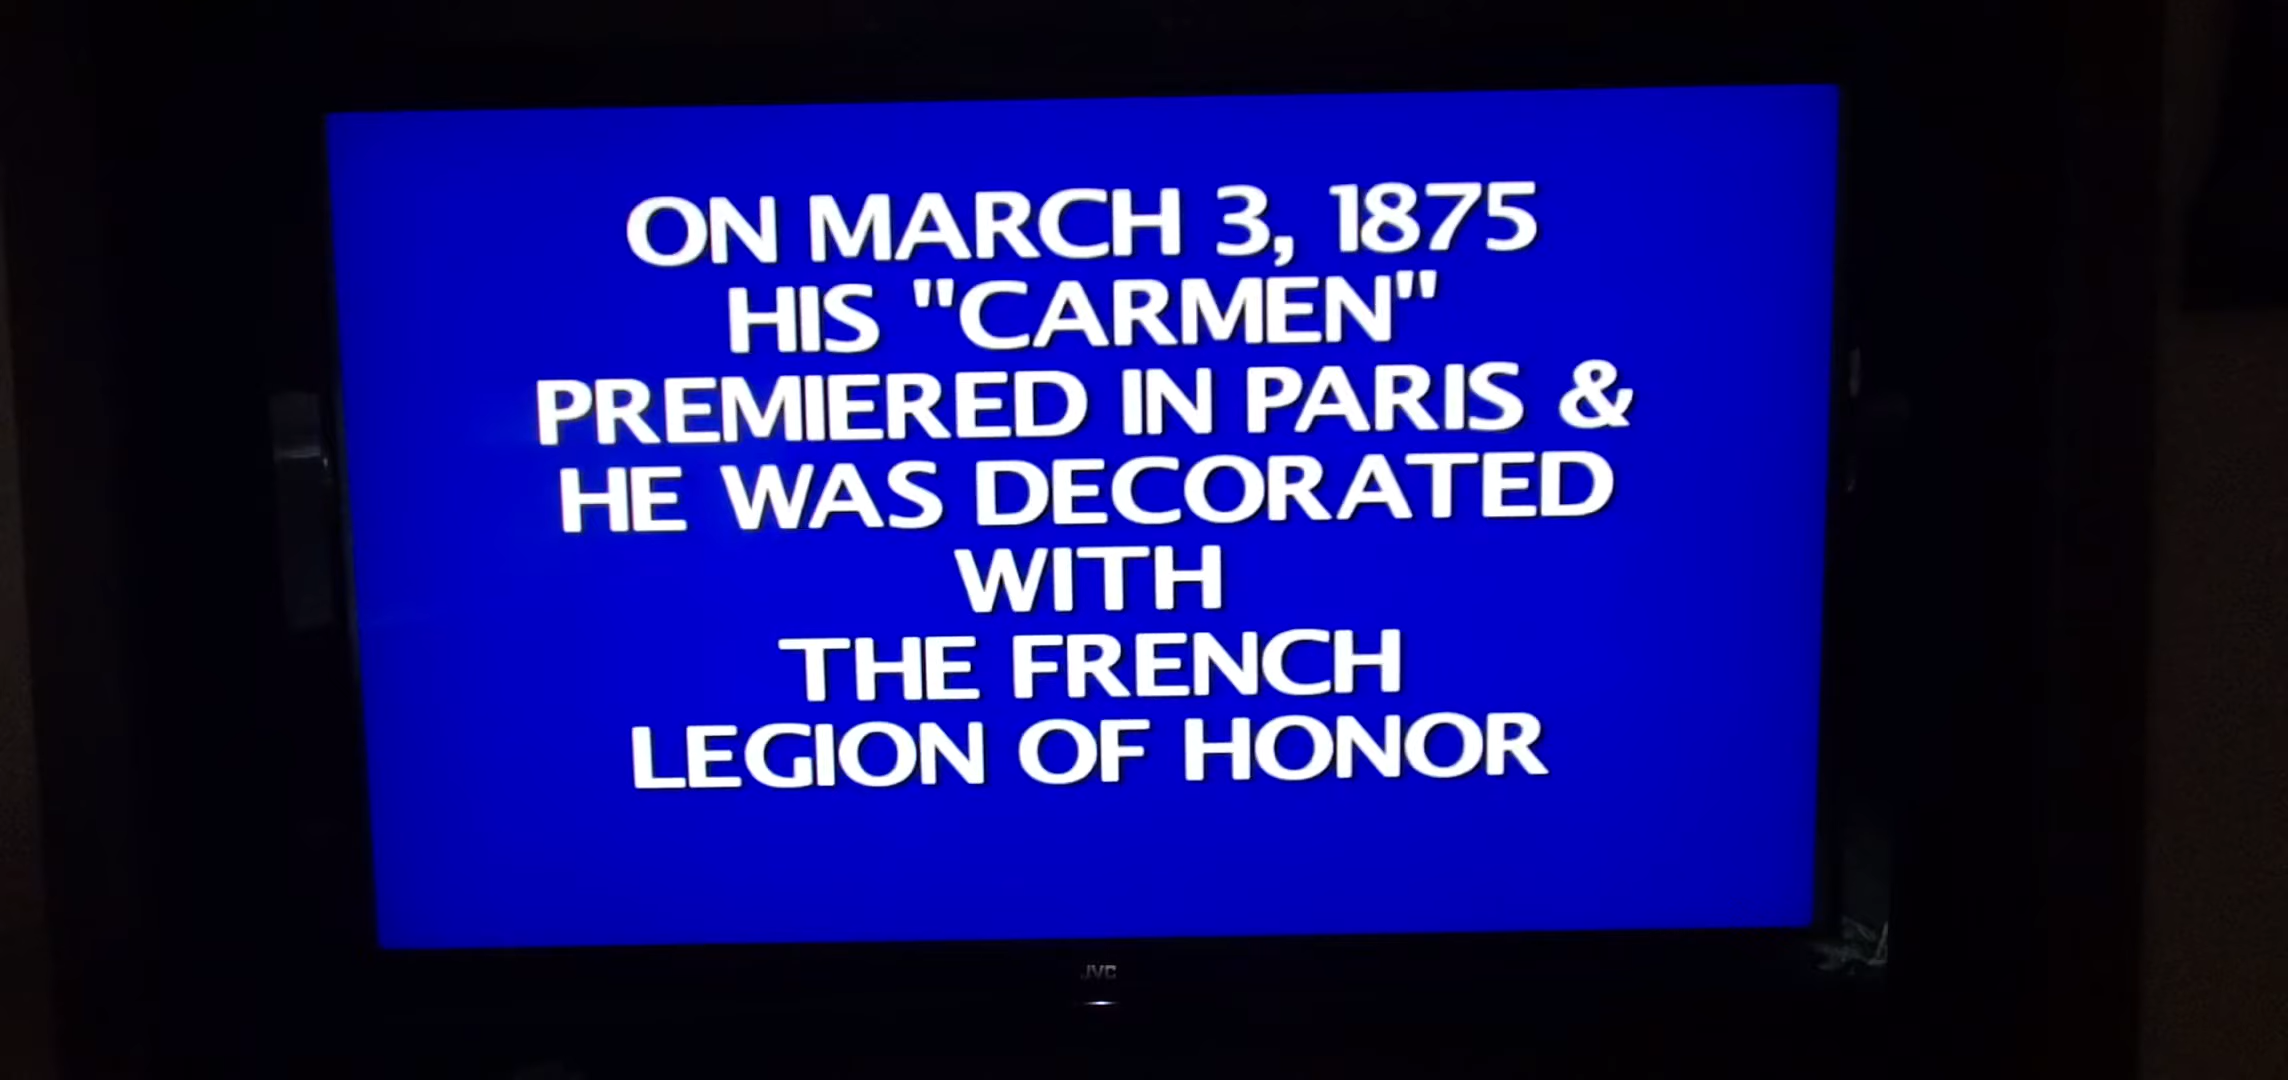 ON MARCH 3, 1875
HIS "CARMEN"
PREMIERED IN PARIS &
HE WAS DECORATED
WITH
THE FRENCH
LEGION OF HONOR
JVC